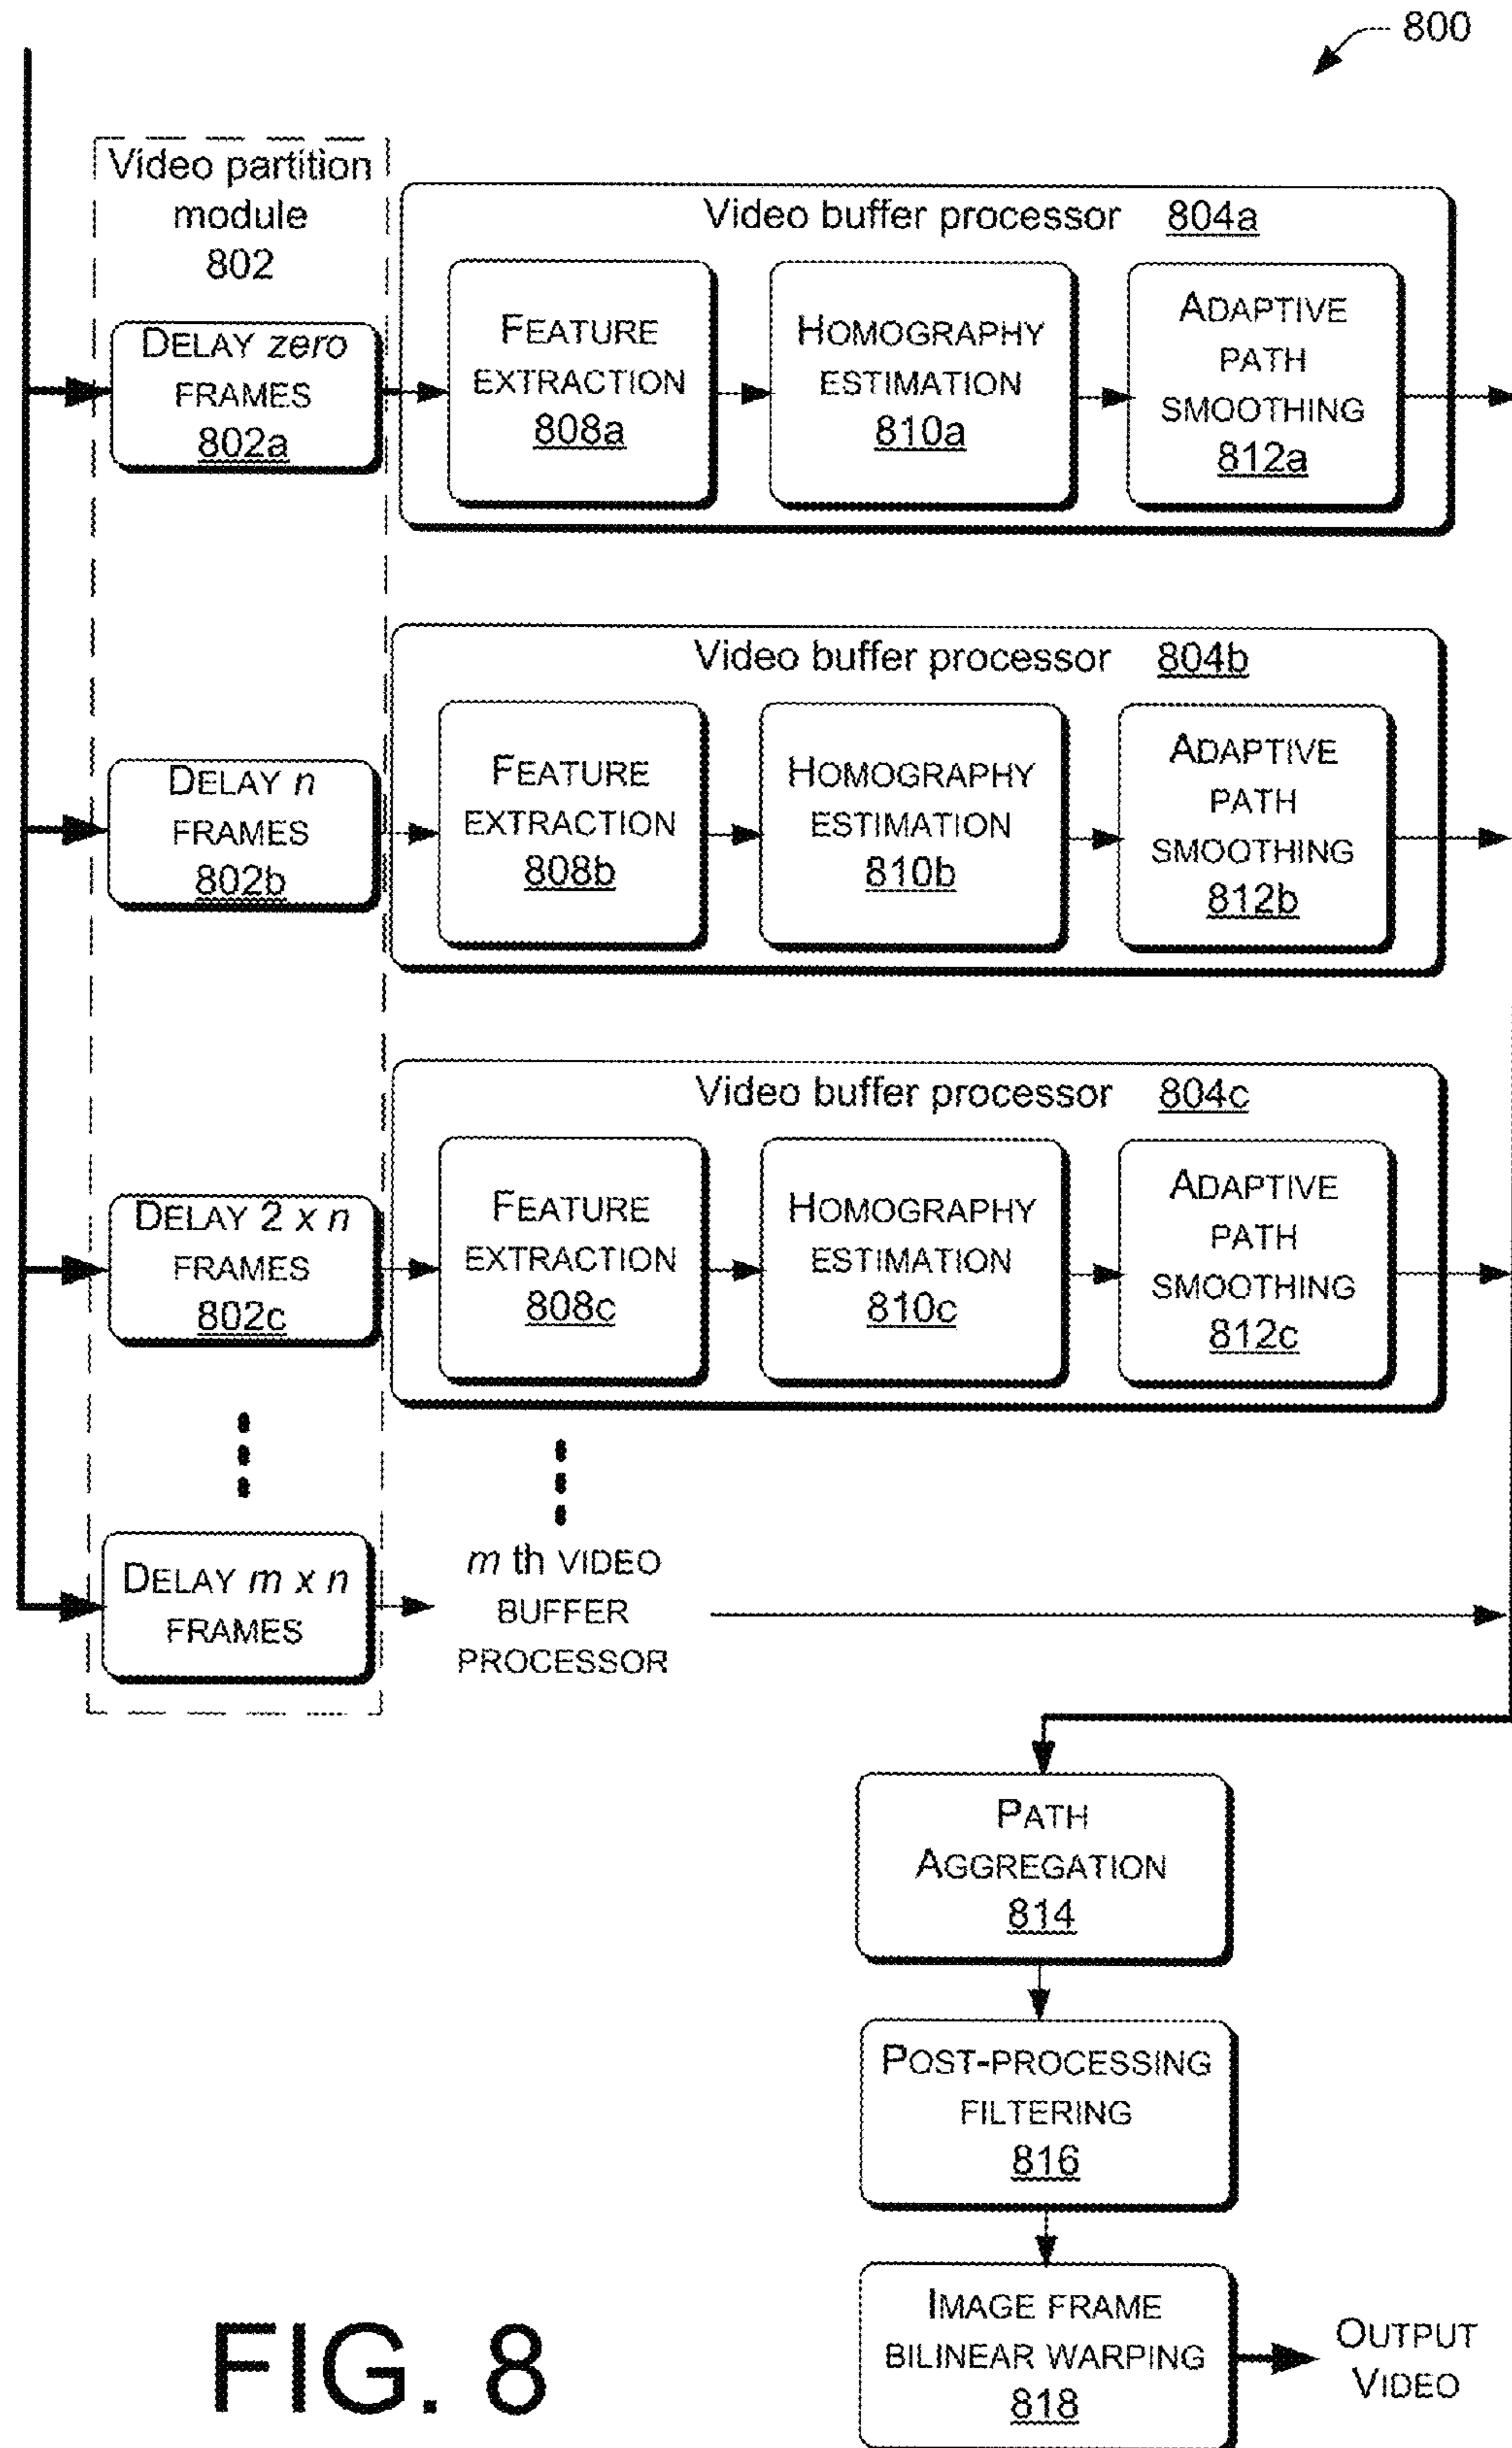 800
Video partition
module
802
Video buffer processor 804a
DELAY zero
FRAMES
802a
FEATURE
EXTRACTION
808a
HOMOGRAPHY
ESTIMATION
810a
ADAPTIVE
PATH
SMOOTHING
812a
Video buffer processor 804b
DELAY n
FRAMES
802b
FEATURE
EXTRACTION
808b
HOMOGRAPHY
ESTIMATION
810b
ADAPTIVE
PATH
SMOOTHING
812b
Video buffer processor 804c
DELAY 2 x n
FRAMES
802c
FEATURE
EXTRACTION
808c
HOMOGRAPHY
ESTIMATION
810c
ADAPTIVE
PATH
SMOOTHING
812c
DELAY m x n
FRAMES
m th VIDEO
BUFFER
PROCESSOR
PATH
AGGREGATION
814
POST-PROCESSING
FILTERING
816
IMAGE FRAME
BILINEAR WARPING
818
OUTPUT
VIDEO
FIG. 8